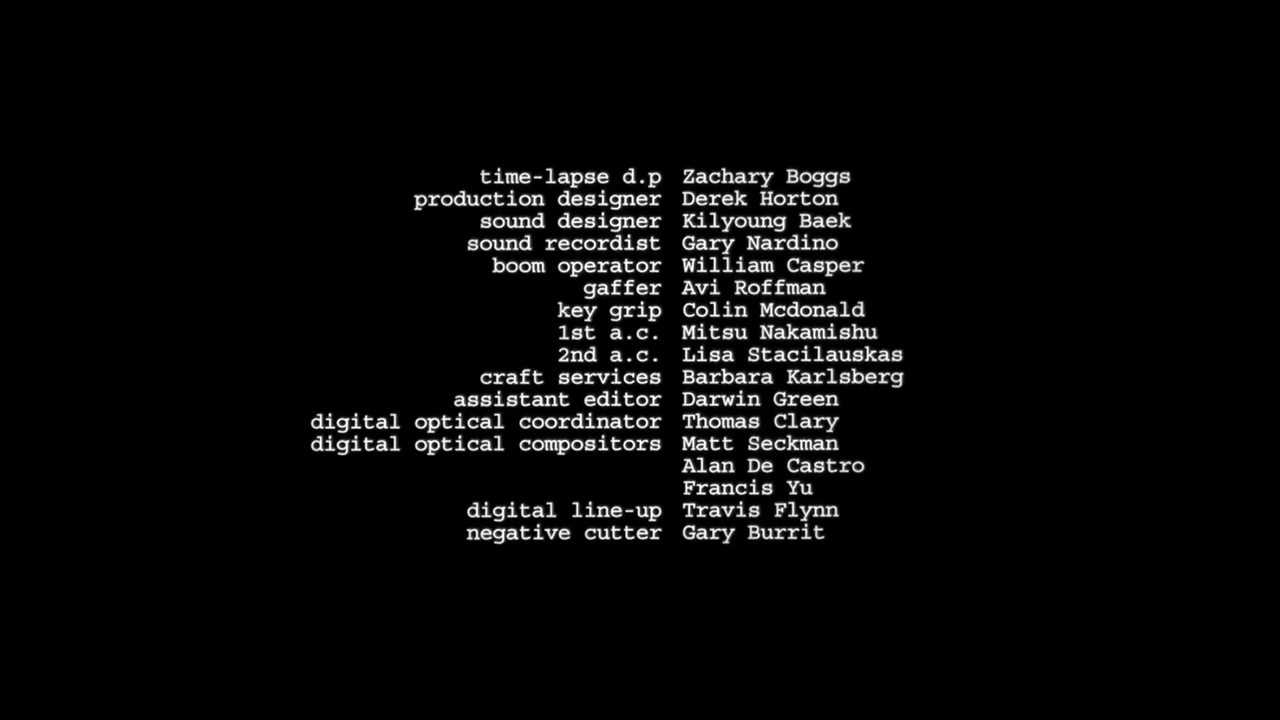 time-lapse d.p Zachary Boggs
production designer Derek Horton
sound designer Kilyoung Baek
sound recordist Gary Nardino
boom operator William Casper
gaffer Avi Roffman
key grip Colin Mcdonald
1st a.c. Mitsu Nakamishu
2nd a.c. Lisa Stacilauskas
craft services Barbara Karlsberg
assistant editor Darwin Green
digital optical coordinator Thomas Clary
digital optical compositors Matt Seckman
Alan De Castro
Francis Yu
digital line-up Travis Flynn
negative cutter Gary Burrit